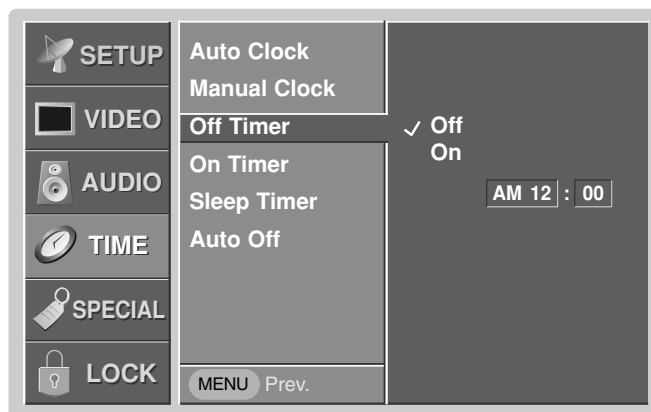 SETUP
VIDEO
AUDIO
TIME
SPECIAL
LOCK
Auto Clock
Manual Clock
Off Timer
On Timer
Sleep Timer
Auto Off
MENU Prev.
Off
On
AM 12 : 00